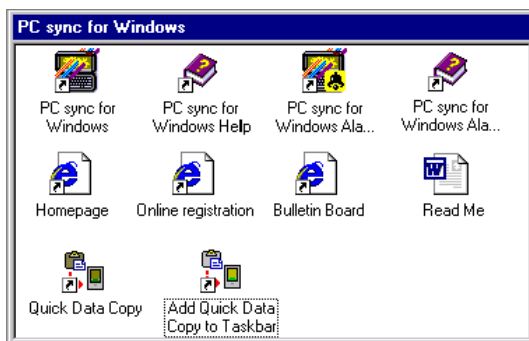 PC sync for Windows
PC sync for
Windows
PC sync for
Windows Help
PC sync for
Windows Ala...
PC sync for
Windows Ala...
Homepage
Online registration
Bulletin Board
Read Me
Quick Data Copy
Add Quick Data
Copy to Taskbar